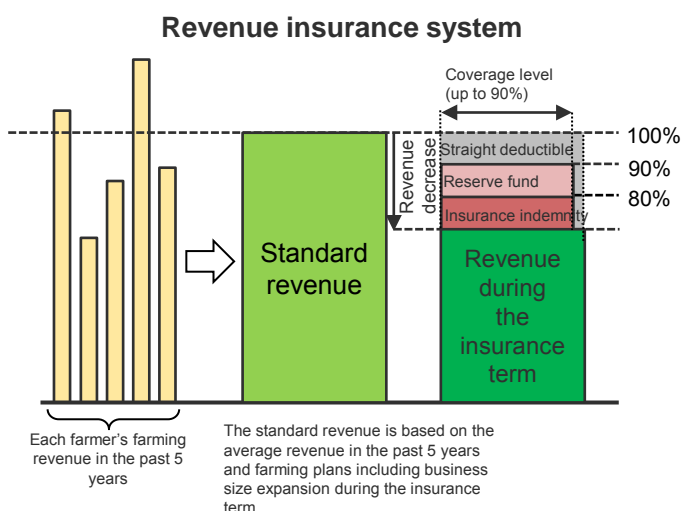 Revenue insurance system
Coverage level
(up to 90%)
100%
90%
80%
Revenue
decrease
Straight deductible
Reserve fund
Insurance indemnity
Standard
revenue
Revenue
during
the
insurance
term
Each farmer's farming
revenue in the past 5
years
The standard revenue is based on the
average revenue in the past 5 years
and farming plans including business
size expansion during the insurance
term